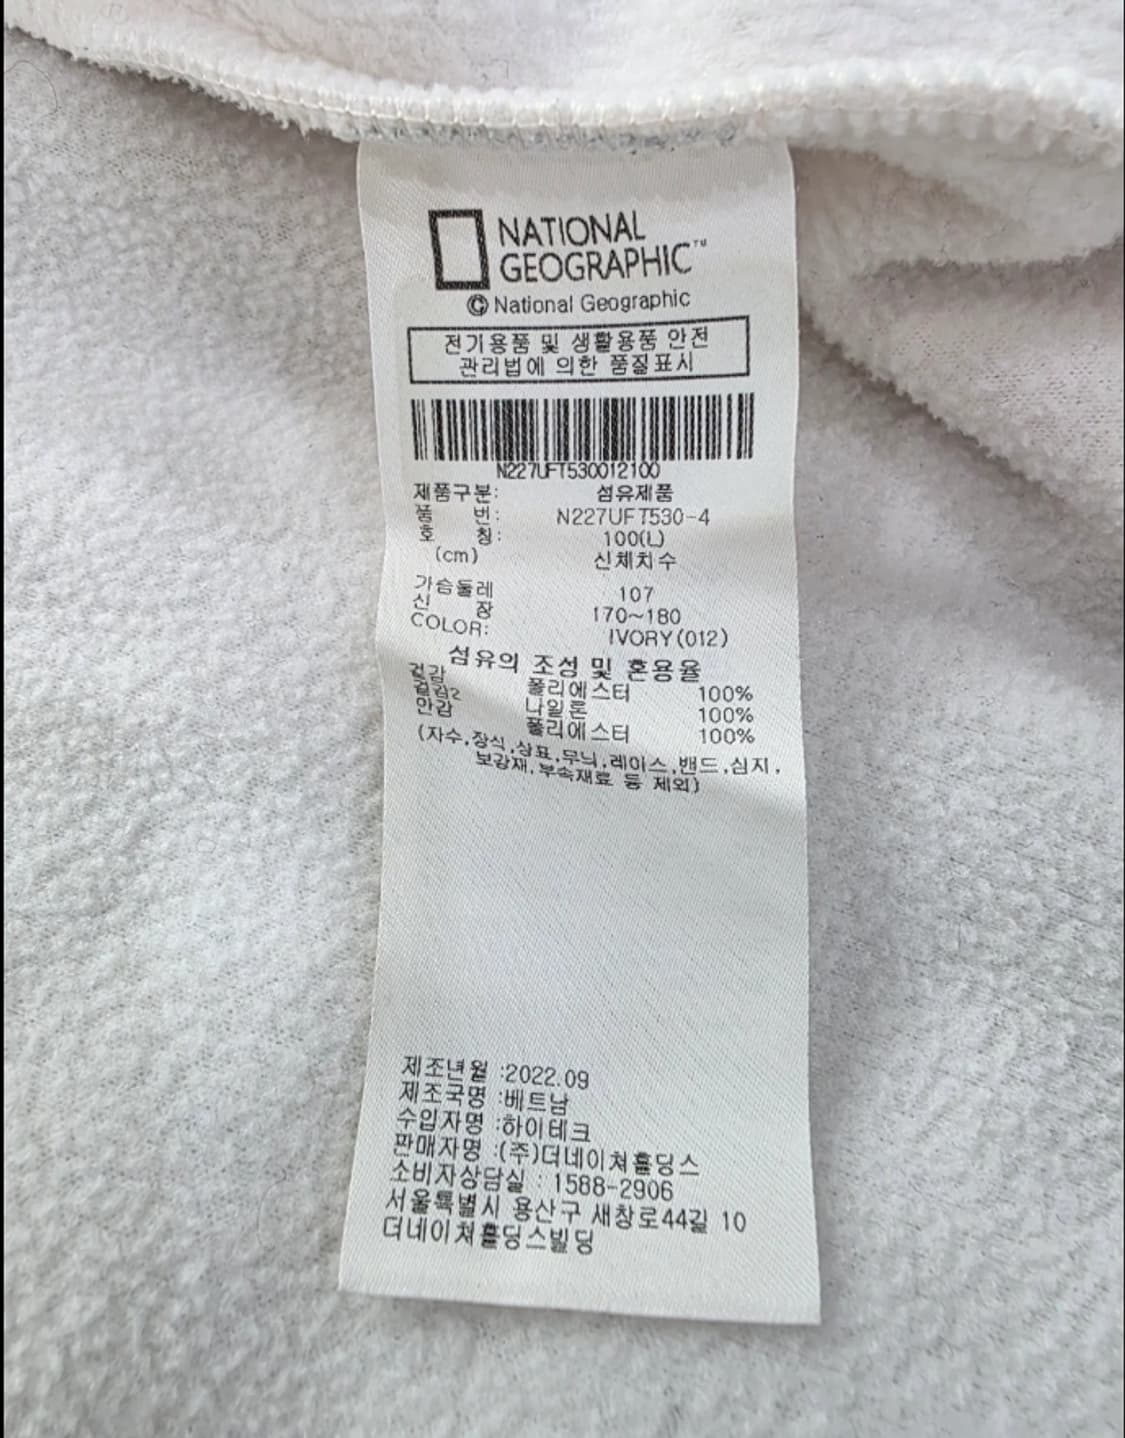 NATIONAL
GEOGRAPHIC™
© National Geographic
전기용품 및 생활용품 안전
관리법에 의한 품질표시
N227UFT530012100
제품구분: 섬유제품
품 번: N227UFT530-4
호 칭: 100(L)
(cm) 신체치수
가슴둘레 107
신 장 170~180
COLOR: IVORY(012)
섬유의 조성 및 혼용율
겉감 폴리에스터 100%
겉감2 나일론 100%
안감 폴리에스터 100%
(자수,장식,상표,무늬,레이스,밴드,심지,
보강재,부속재료 등 제외)
제조년월 :2022.09
제조국명 :베트남
수입자명 :하이테크
판매자명 :(주)더네이쳐홀딩스
소비자상담실 : 1588-2906
서울특별시 용산구 새창로44길 10
더네이쳐홀딩스빌딩